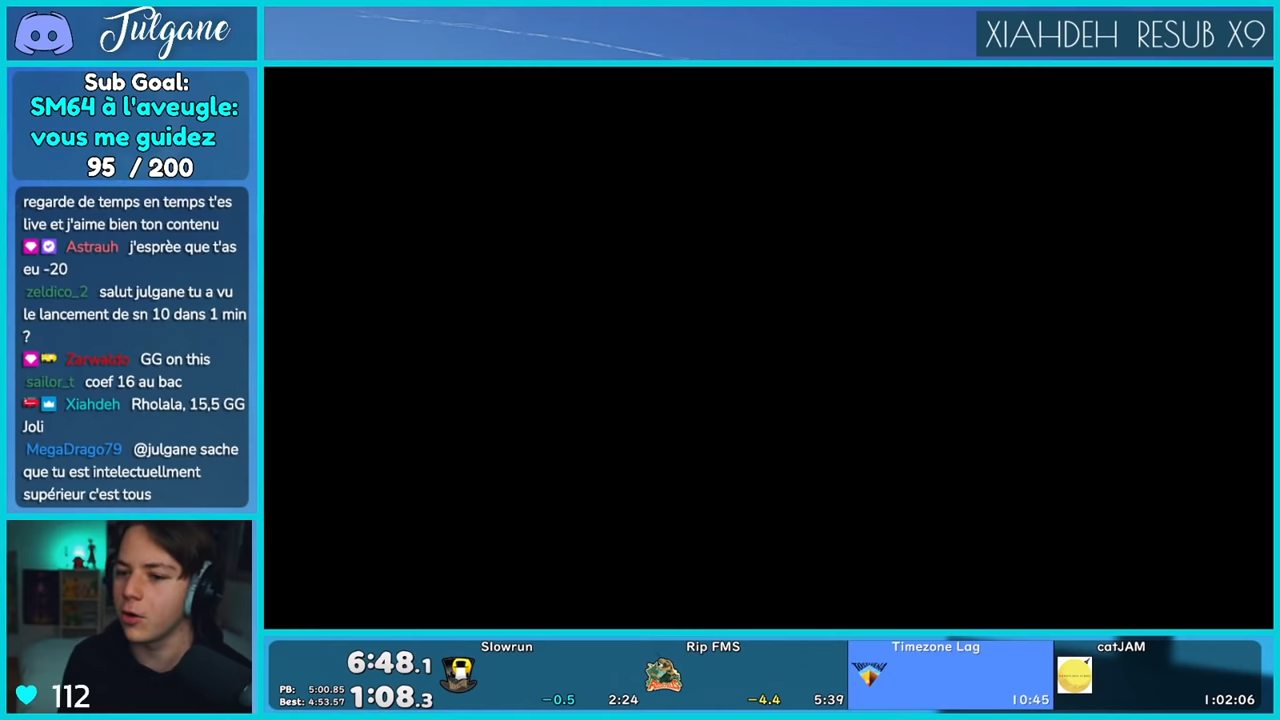 Julgane
XIAHDEH RESUB X9
Sub Goal:
SM64 à l'aveugle:
vous me guidez
95 / 200
regarde de temps en temps t'es
live et j'aime bien ton contenu
Astrauh j'esprèe que t'as
eu -20
zeldico_2 salut julgane tu a vu
le lancement de sn 10 dans 1 min
?
Zarwaldo GG on this
sailor_t coef 16 au bac
Xiahdeh Rholala, 15,5 GG
Joli
MegaDrago79 @julgane sache
que tu est intelectuellment
supérieur c'est tous
112
6:48.1
PB: 5:00.85
Best: 4:53.57
1:08.3
Slowrun
-0.5 2:24
Rip FMS
-4.4 5:39
Timezone Lag
10:45
catJAM
1:02:06